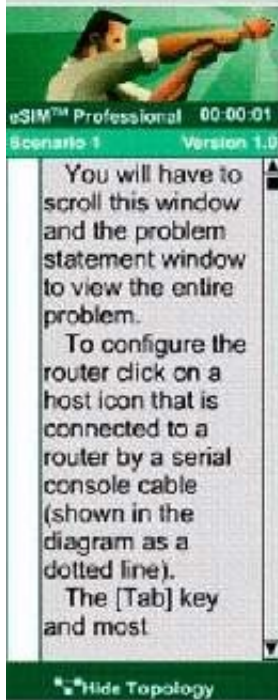 eSIM™ Professional 00:00:01
Scenario 1 Version 1.0
You will have to
scroll this window
and the problem
statement window
to view the entire
problem.
To configure the
router click on a
host icon that is
connected to a
router by a serial
console cable
(shown in the
diagram as a
dotted line).
The [Tab] key
and most
Hide Topology